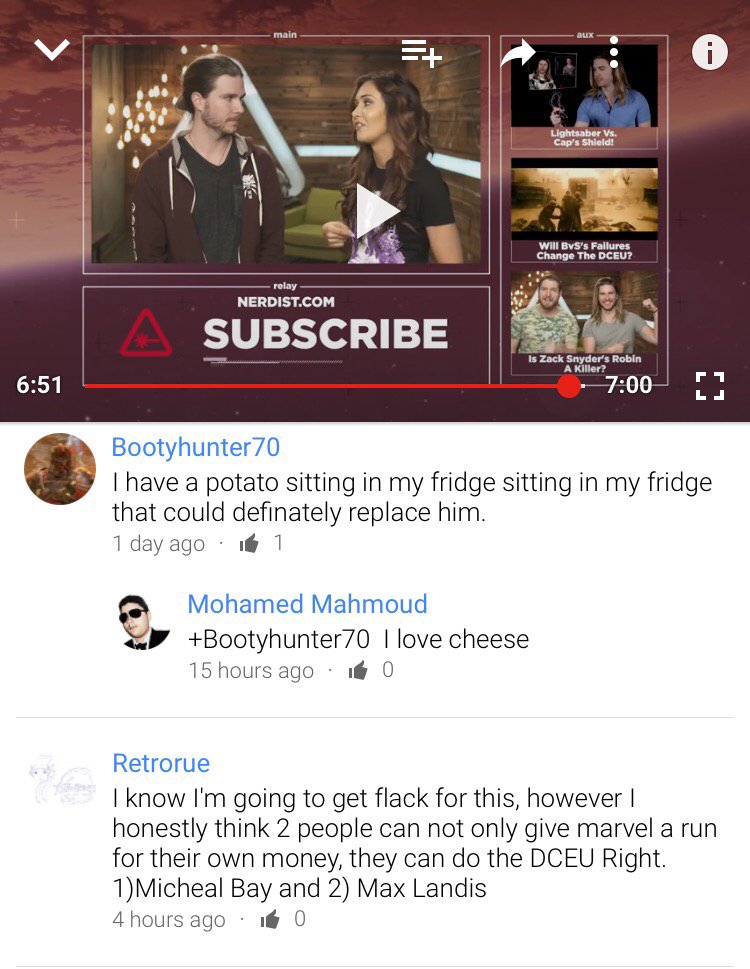 main
aux
Lightsaber Vs.
Cap's Shield!
Will BvS's Failures
Change The DCEU?
relay
NERDIST.COM
SUBSCRIBE
Is Zack Snyder's Robin
A Killer?
6:51
7:00
Bootyhunter70
I have a potato sitting in my fridge sitting in my fridge
that could definately replace him.
1 day ago · 1
Mohamed Mahmoud
+Bootyhunter70 I love cheese
15 hours ago · 0
Retrorue
I know I'm going to get flack for this, however I
honestly think 2 people can not only give marvel a run
for their own money, they can do the DCEU Right.
1)Micheal Bay and 2) Max Landis
4 hours ago · 0